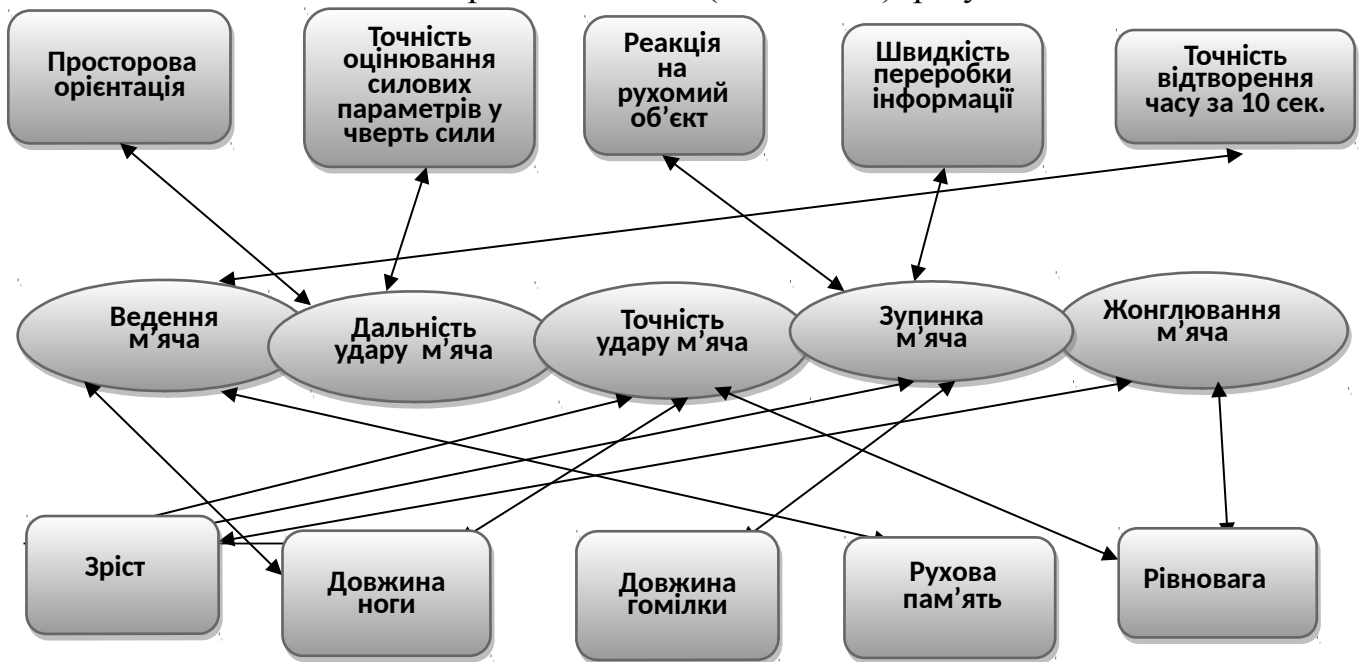 Просторова
орієнтація
Точність
оцінювання
силових
параметрів у
чверть сили
Реакція
на
рухомий
об’єкт
Швидкість
переробки
інформації
Точність
відтворення
часу за 10 сек.
Ведення
м’яча
Дальність
удару м’яча
Точність
удару м’яча
Зупинка
м’яча
Жонглювання
м’яча
Зріст
Довжина
ноги
Довжина
гомілки
Рухова
пам’ять
Рівновага